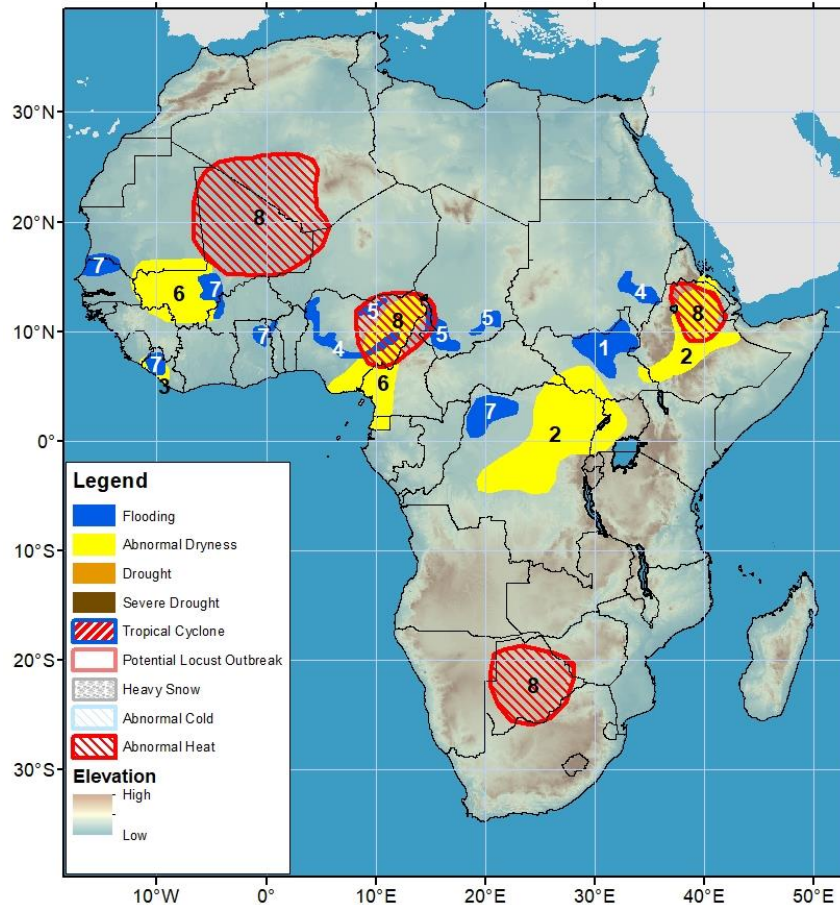 30°N
20°N
10°N
0°
10°S
20°S
30°S
8
7
6
7
4
5
8
5
5
8
4
7
1
2
7
3
6
7
2
8
Legend
Flooding
Abnormal Dryness
Drought
Severe Drought
Tropical Cyclone
Potential Locust Outbreak
Heavy Snow
Abnormal Cold
Abnormal Heat
Elevation
High
Low
10°W
0°
10°E
20°E
30°E
40°E
50°E